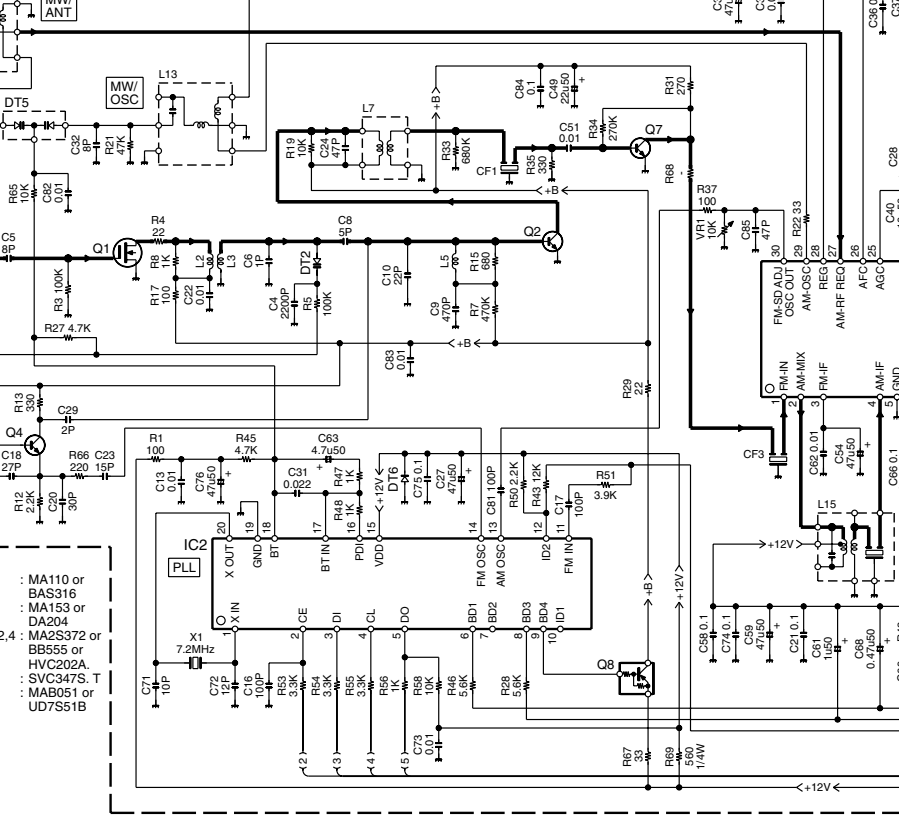 MW/
ANT
DT5
MW/
OSC
L13
C32
8P
R21
47K
R65
10K
C82
0.01
L7
R19
10K
C24
47P
+B
R33
680K
CF1
C84
0.1
C49
22u50
+
C51
0.01
R35
330
R34
270K
Q7
R31
270
R68
+B
R37
100
VR1
10K
C85
47P
R22 33
C28
C40
C36
30
29
28
27
26
25
FM-SD ADJ
OSC OUT
AM-OSC
REG
AM-RF REQ
AFC
AGC
FM-IN
AM-MIX
FM-IF
AM-IF
GND
1
2
3
4
5
C5
8P
Q1
R4
22
R8
1K
R17
100
C22
0.01
L2
L3
C6
1P
DT2
C4
2200P
R5
100K
C8
5P
C10
22P
L5
R15
680
Q2
C9
470P
R7
470K
+B
C83
0.01
R3 100K
R27 4.7K
R29
22
R13
330
C29
2P
Q4
C18
27P
R12
2.2K
C20
30P
R66
220
C23
15P
R1
100
R45
4.7K
C63
4.7u50
+
C13
0.01
C76
47u50
+
C31
0.022
R47
1K
R48
1K
+12V
DT6
C75 0.1
C27
47u50
+
C81 100P
R50 2.2K
R43 12K
C17
100P
R51
3.9K
CF3
C62 0.01
C54
47u50
+
C66 0.1
L15
+12V
IC2
PLL
20
19
18
17
16
15
14
13
12
11
X OUT
GND
BT
BT IN
PDI
VDD
FM OSC
AM OSC
ID2
FM IN
X IN
CE
DI
CL
DO
BD1
BD2
BD3
BD4
ID1
1
2
3
4
5
6
7
8
9
10
X1
7.2MHz
C71
10P
C72
12P
C16
100P
R53
3.3K
R54
3.3K
R55
3.3K
R56
1K
R58
10K
R46
5.6K
R28
5.6K
C73
0.01
2
3
4
5
Q8
+B
+12V
R67
33
R69
560
1/4W
+12V
C58 0.1
C74 0.1
C59
47u50
+
C21 0.1
C61
1u50
+
C68
0.47u50
+
: MA110 or
BAS316
: MA153 or
DA204
2,4 : MA2S372 or
BB555 or
HVC202A.
: SVC347S. T
: MAB051 or
UD7S51B